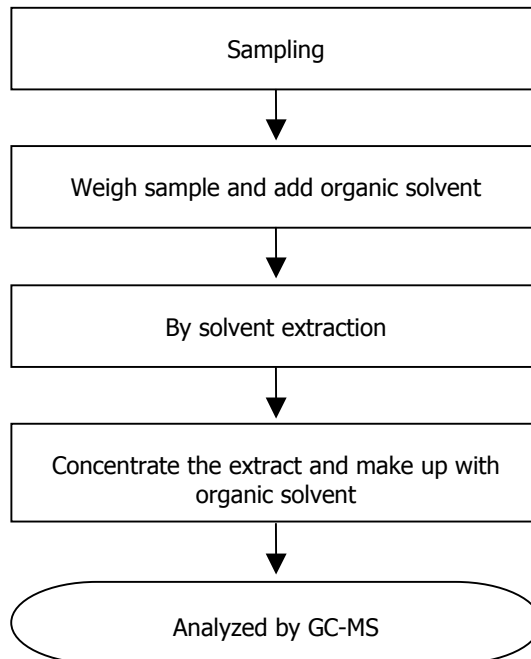 Sampling
Weigh sample and add organic solvent
By solvent extraction
Concentrate the extract and make up with
organic solvent
Analyzed by GC-MS